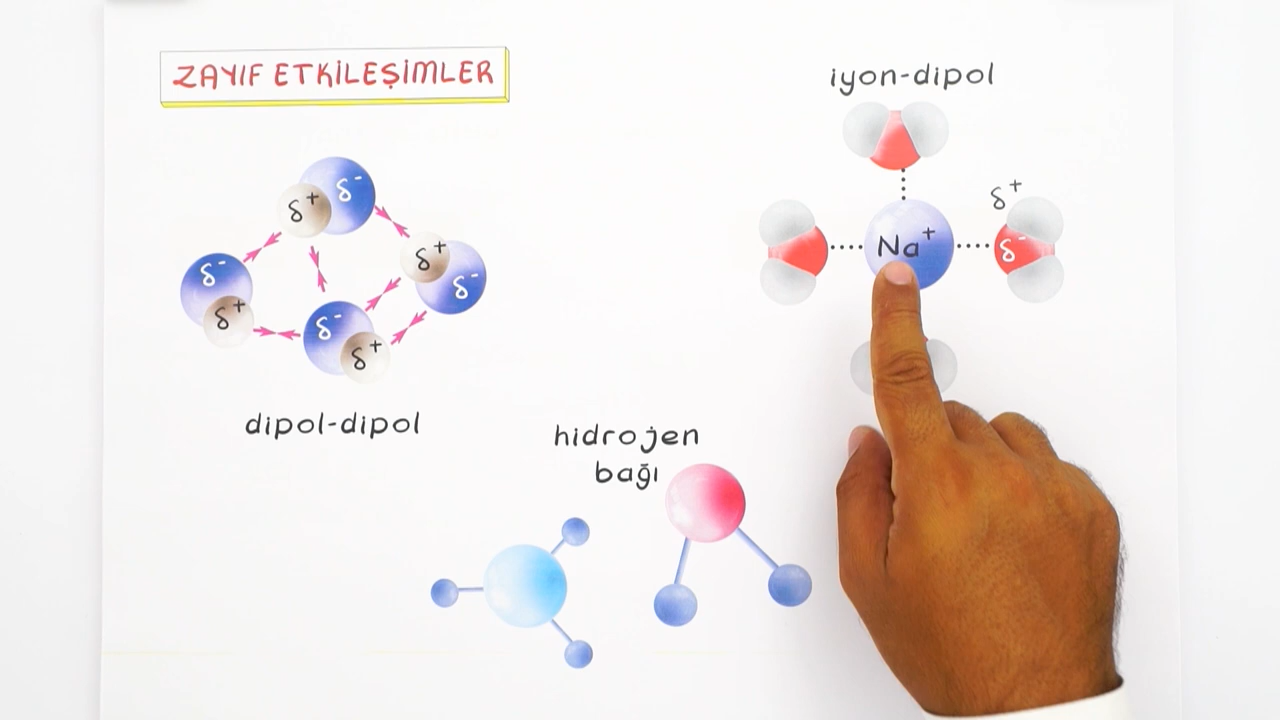 ZAYIF ETKİLEŞİMLER
iyon-dipol
δ+
δ-
δ+
δ-
Na+
δ-
δ+
δ-
δ+
δ-
δ+
dipol-dipol
hidrojen
bağı